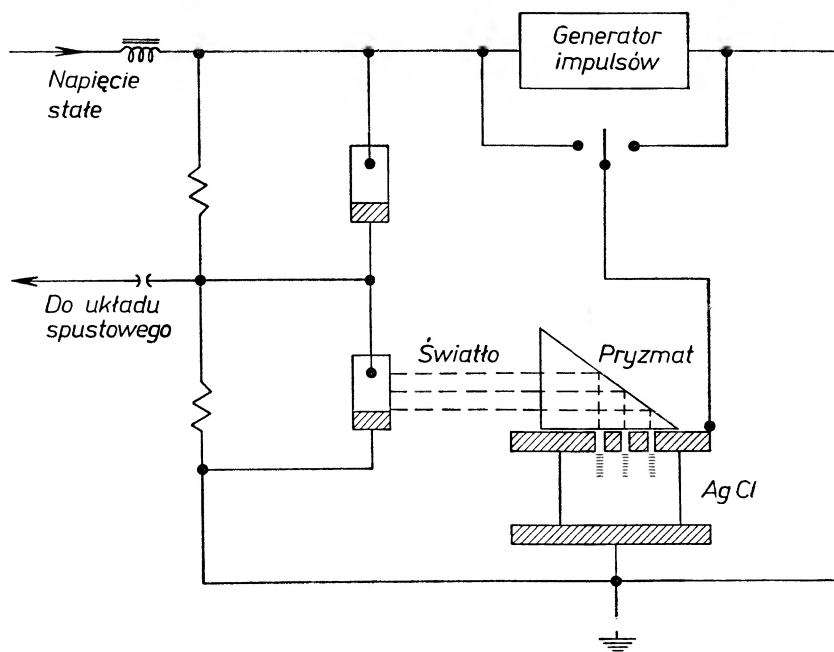 Generator
impulsów
Napięcie
stałe
Do układu
spustowego
Światło
Pryzmat
Ag Cl